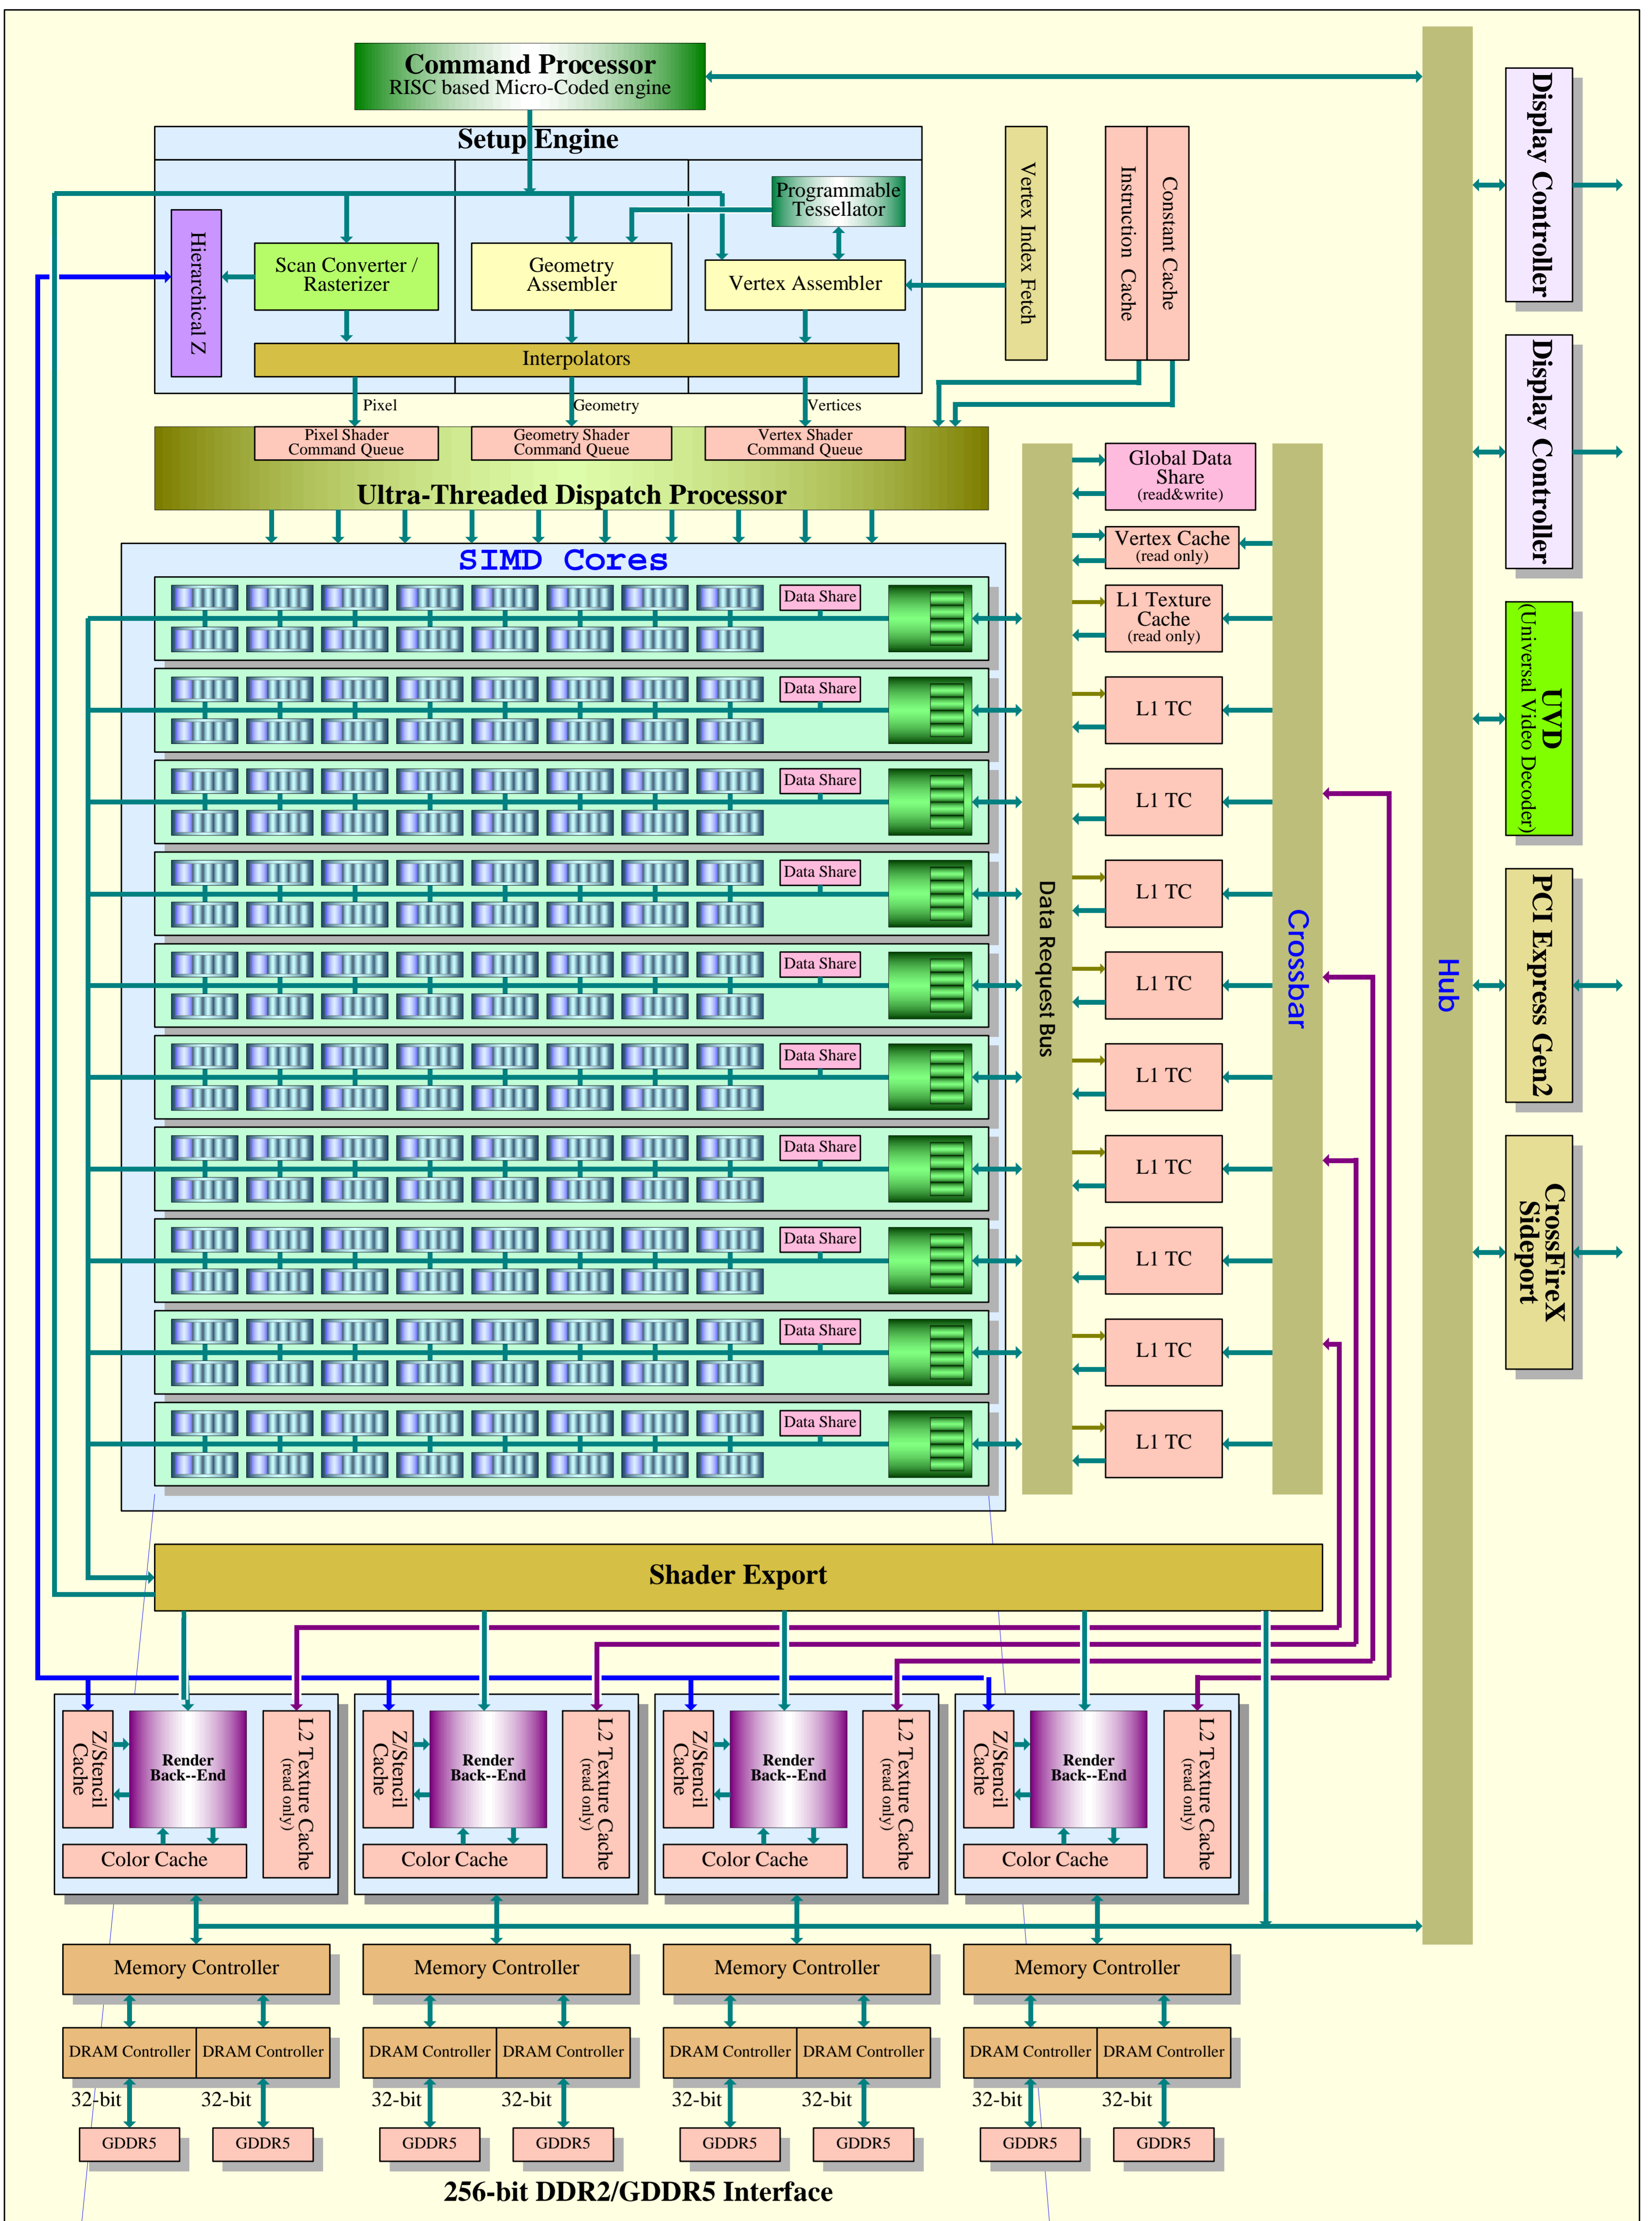 Command Processor
RISC based Micro-Coded engine
Setup Engine
Programmable
Tessellator
Hierarchical Z
Scan Converter /
Rasterizer
Geometry
Assembler
Vertex Assembler
Interpolators
Vertex Index Fetch
Instruction Cache
Constant Cache
Pixel
Geometry
Vertices
Pixel Shader
Command Queue
Geometry Shader
Command Queue
Vertex Shader
Command Queue
Ultra-Threaded Dispatch Processor
SIMD Cores
Data Share
Data Share
Data Share
Data Share
Data Share
Data Share
Data Share
Data Share
Data Share
Data Share
Data Request Bus
Global Data
Share
(read&write)
Vertex Cache
(read only)
L1 Texture
Cache
(read only)
L1 TC
L1 TC
L1 TC
L1 TC
L1 TC
L1 TC
L1 TC
L1 TC
L1 TC
Crossbar
Hub
Display Controller
Display Controller
UVD
(Universal Video Decoder)
PCI Express Gen2
CrossFireX
Sideport
Shader Export
Z/Stencil
Cache
Render
Back--End
Color Cache
L2 Texture Cache
(read only)
Z/Stencil
Cache
Render
Back--End
Color Cache
L2 Texture Cache
(read only)
Z/Stencil
Cache
Render
Back--End
Color Cache
L2 Texture Cache
(read only)
Z/Stencil
Cache
Render
Back--End
Color Cache
L2 Texture Cache
(read only)
Memory Controller
Memory Controller
Memory Controller
Memory Controller
DRAM Controller
DRAM Controller
DRAM Controller
DRAM Controller
DRAM Controller
DRAM Controller
DRAM Controller
DRAM Controller
32-bit
32-bit
32-bit
32-bit
32-bit
32-bit
32-bit
32-bit
GDDR5
GDDR5
GDDR5
GDDR5
GDDR5
GDDR5
GDDR5
GDDR5
256-bit DDR2/GDDR5 Interface